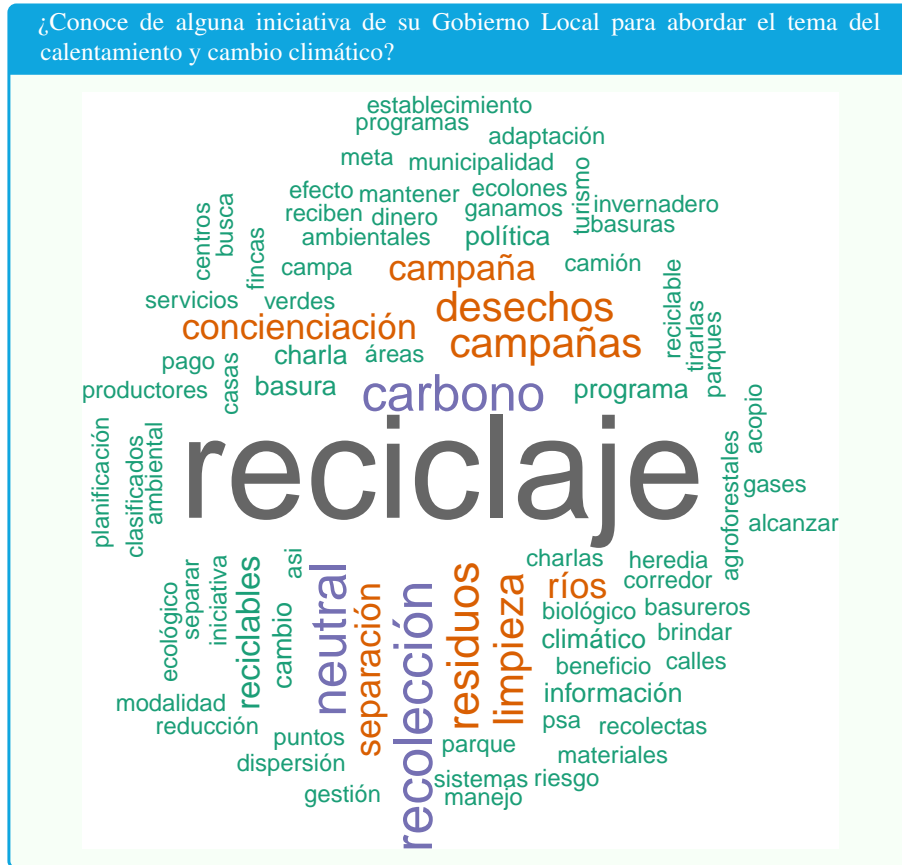 ¿Conoce de alguna iniciativa de su Gobierno Local para abordar el tema del
calentamiento y cambio climático?
establecimiento
programas
adaptación
meta
municipalidad
efecto
mantener
ecolones
turismo
invernadero
centros
busca
reciben
dinero
ganamos
basuras
fincas
ambientales
política
campa
campaña
camión
reciclable
tirarlas
parques
servicios
verdes
desechos
concienciación
campañas
pago
casas
charla
áreas
productores
basura
carbono
programa
acopio
planificación
clasificados
ambiental
reciclaje
agroforestales
gases
alcanzar
ecológico
separar
iniciativa
reciclables
asi
cambio
neutral
separación
recolección
residuos
limpieza
charlas
heredia
ríos
corredor
biológico
basureros
climático
brindar
beneficio
calles
modalidad
información
reducción
psa
recolectas
puntos
parque
materiales
dispersión
sistemas
riesgo
gestión
manejo